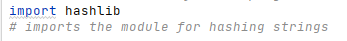 import hashlib
# imports the module for hashing strings